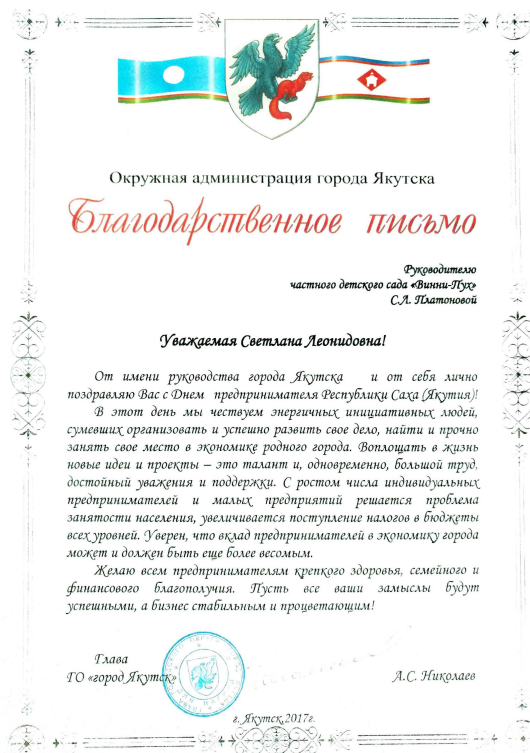 Окружная администрация города Якутска
Благодарственное письмо
Руководителю
частного детского сада «Винни-Пух»
С.Л. Платоновой
Уважаемая Светлана Леонидовна!
От имени руководства города Якутска и от себя лично
поздравляю Вас с Днем предпринимателя Республики Саха (Якутия)!
В этот день мы чествуем энергичных инициативных людей,
сумевших организовать и успешно развить свое дело, найти и прочно
занять свое место в экономике родного города. Воплощать в жизнь
новые идеи и проекты – это талант и, одновременно, большой труд,
достойный уважения и поддержки. С ростом числа индивидуальных
предпринимателей и малых предприятий решается проблема
занятости населения, увеличивается поступление налогов в бюджеты
всех уровней. Уверен, что вклад предпринимателей в экономику города
может и должен быть еще более весомым.
Желаю всем предпринимателям крепкого здоровья, семейного и
финансового благополучия. Пусть все ваши замыслы будут
успешными, а бизнес стабильным и процветающим!
Глава
ГО «город Якутск»
А.С. Николаев
г. Якутск 2017г.